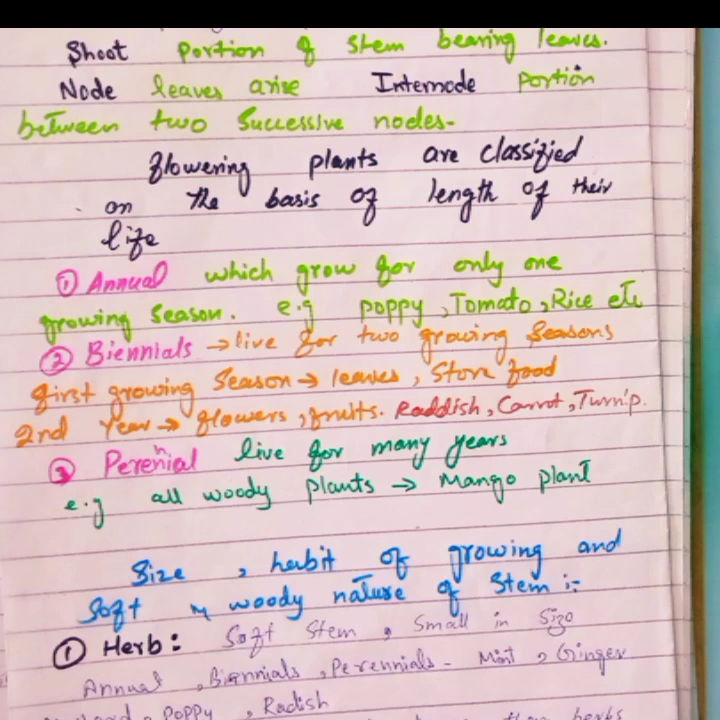 Shoot portion of stem bearing leaves.
Node leaves arise Internode portion
between two successive nodes-
flowering plants are classified
on the basis of length of their
life
① Annual which grow for only one
growing season. e.g poppy, Tomato, Rice etc
② Biennials → live for two growing seasons
first growing season → leaves, store food
2nd year → flowers, fruits. Raddish, Carrot, Turnip.
③ Perennial live for many years
e.g all woody plants → Mango plant
Size, habit of growing and
soft woody nature of stem :-
① Herb: Soft stem, small in size
Annual, Biennials, Perennials- Mint, Ginger
, Poppy, Radish
herbs